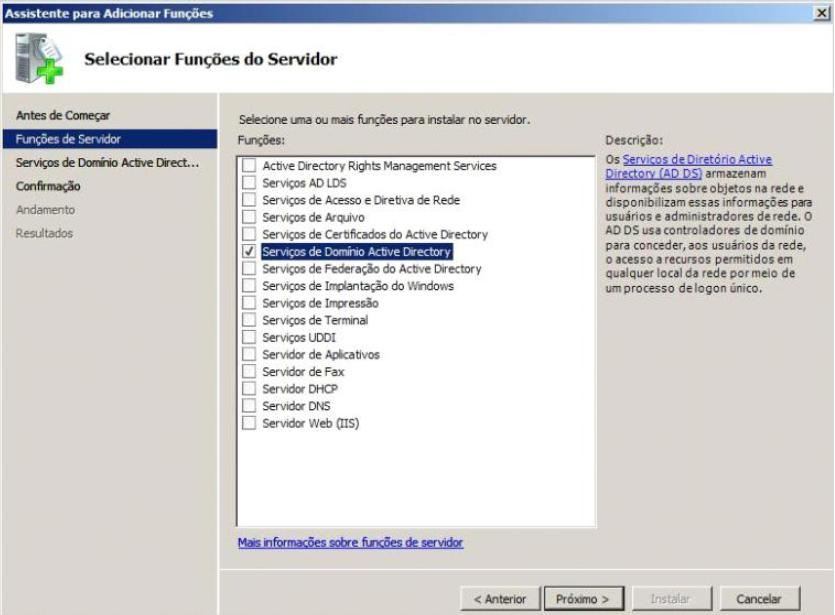 Assistente para Adicionar Funções
Selecionar Funções do Servidor
Antes de Começar
Funções de Servidor
Serviços de Domínio Active Direct...
Confirmação
Andamento
Resultados
Selecione uma ou mais funções para instalar no servidor.
Funções:
Active Directory Rights Management Services
Serviços AD LDS
Serviços de Acesso e Diretiva de Rede
Serviços de Arquivo
Serviços de Certificados do Active Directory
Serviços de Domínio Active Directory
Serviços de Federação do Active Directory
Serviços de Implantação do Windows
Serviços de Impressão
Serviços de Terminal
Serviços UDDI
Servidor de Aplicativos
Servidor de Fax
Servidor DHCP
Servidor DNS
Servidor Web (IIS)
Mais informações sobre funções de servidor
Descrição:
Os Serviços de Diretório Active
Directory (AD DS) armazenam
informações sobre objetos na rede e
disponibilizam essas informações para
usuários e administradores de rede. O
AD DS usa controladores de domínio
para conceder, aos usuários da rede,
o acesso a recursos permitidos em
qualquer local da rede por meio de
um processo de logon único.
< Anterior
Próximo >
Instalar
Cancelar